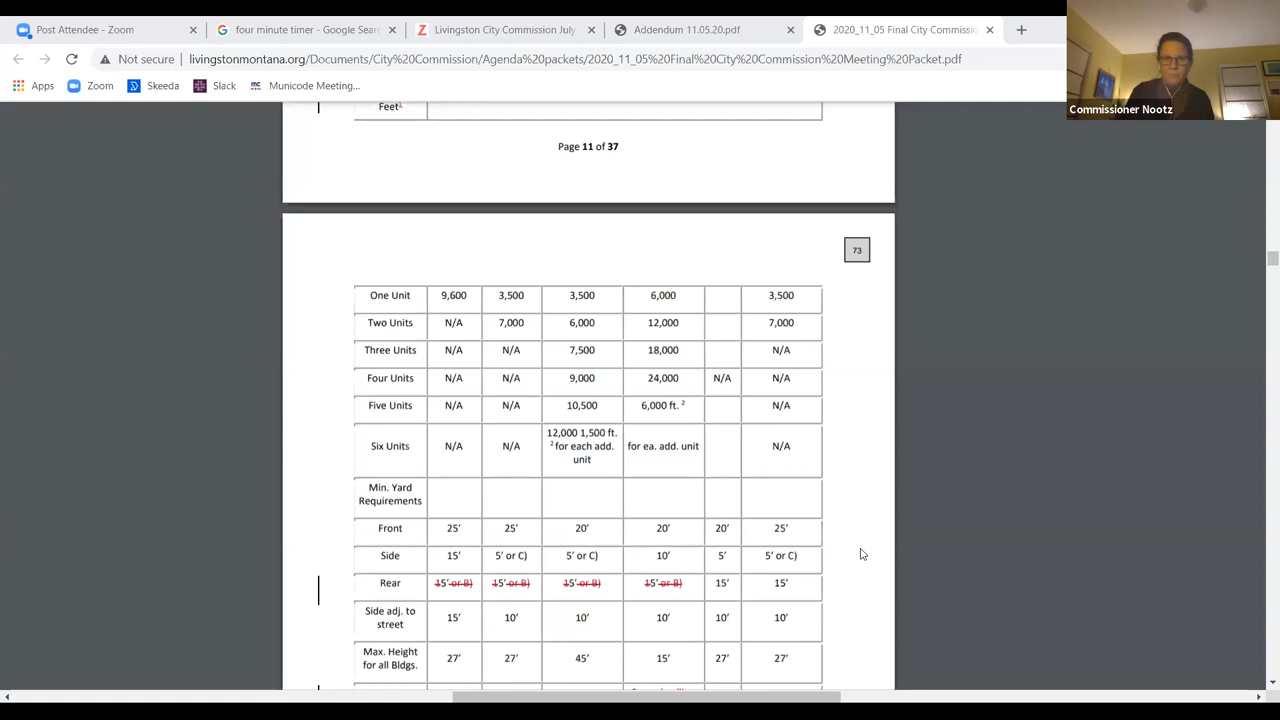 Post Attendee - Zoom
four minute timer - Google Sear
Livingston City Commission July
Addendum 11.05.20.pdf
2020_11_05 Final City Commissio
Not secure | livingstonmontana.org/Documents/City%20Commission/Agenda%20packets/2020_11_05%20Final%20City%20Commission%20Meeting%20Packet.pdf
Apps Zoom Skeeda Slack Municode Meeting...
Commissioner Nootz
Feet¹
Page 11 of 37
73
One Unit 9,600 3,500 3,500 6,000 3,500
Two Units N/A 7,000 6,000 12,000 7,000
Three Units N/A N/A 7,500 18,000 N/A
Four Units N/A N/A 9,000 24,000 N/A N/A
Five Units N/A N/A 10,500 6,000 ft. ² N/A
12,000 1,500 ft.
Six Units N/A N/A ² for each add. for ea. add. unit N/A
unit
Min. Yard
Requirements
Front 25' 25' 20' 20' 20' 25'
Side 15' 5' or C) 5' or C) 10' 5' 5' or C)
Rear 15' or B) 15' or B) 15' or B) 15' or B) 15' 15'
Side adj. to
street 15' 10' 10' 10' 10' 10'
Max. Height
for all Bldgs. 27' 27' 45' 15' 27' 27'